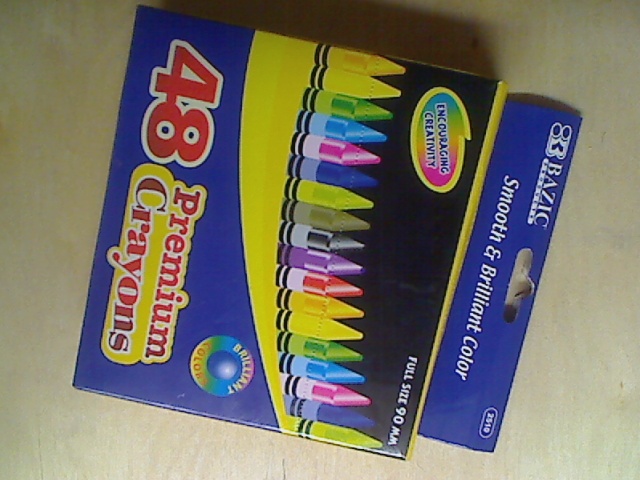 BAZIC
Smooth & Brilliant Color
2510
ENCOURAGING
CREATIVITY
FULL SIZE 90 MM
48
Premium
Crayons
BRILLIANT
COLOR